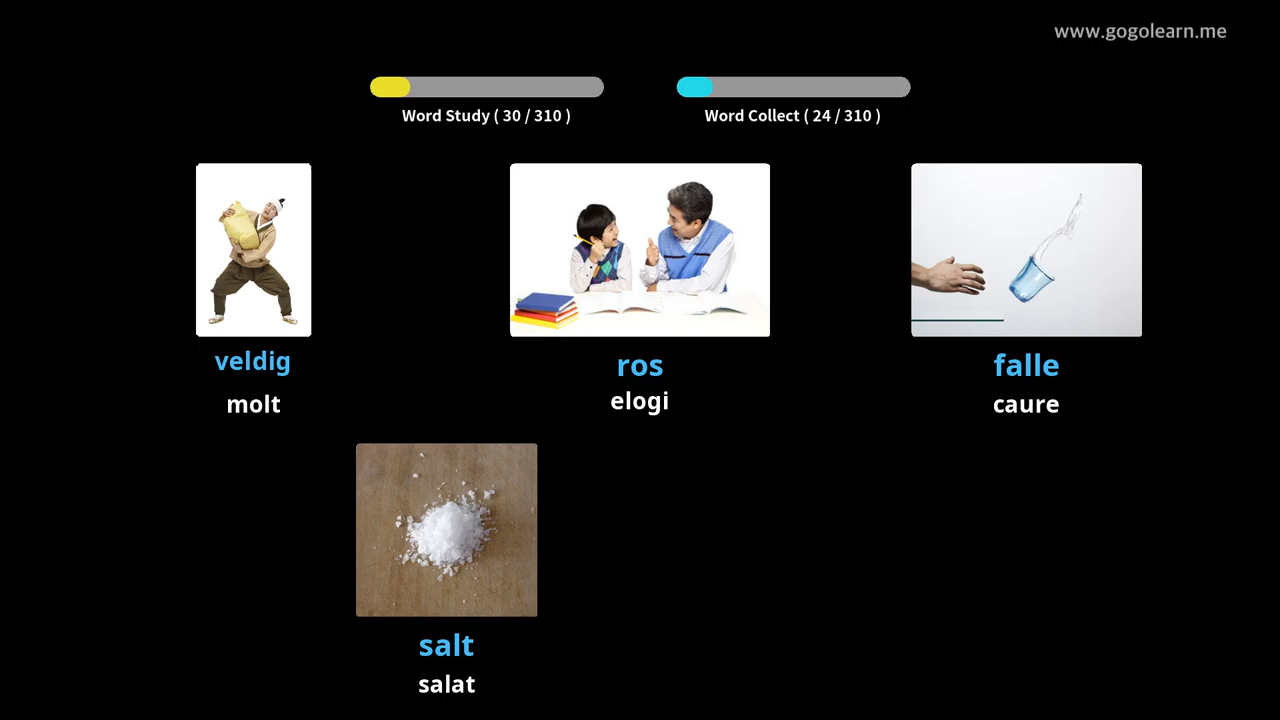 www.gogolearn.me
Word Study ( 30 / 310 )
Word Collect ( 24 / 310 )
veldig
molt
ros
elogi
falle
caure
salt
salat